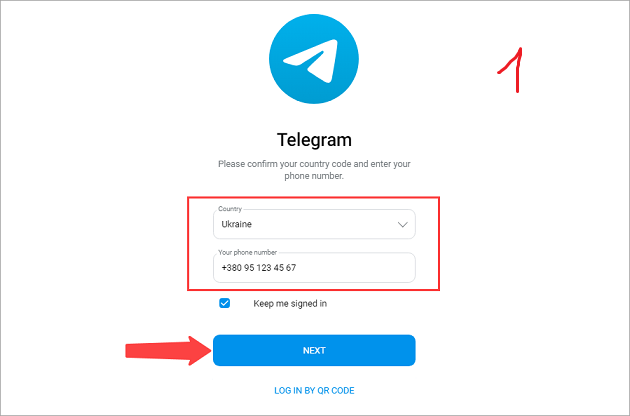 1
Telegram
Please confirm your country code and enter your
phone number.
Country
Ukraine
Your phone number
+380 95 123 45 67
Keep me signed in
NEXT
LOG IN BY QR CODE